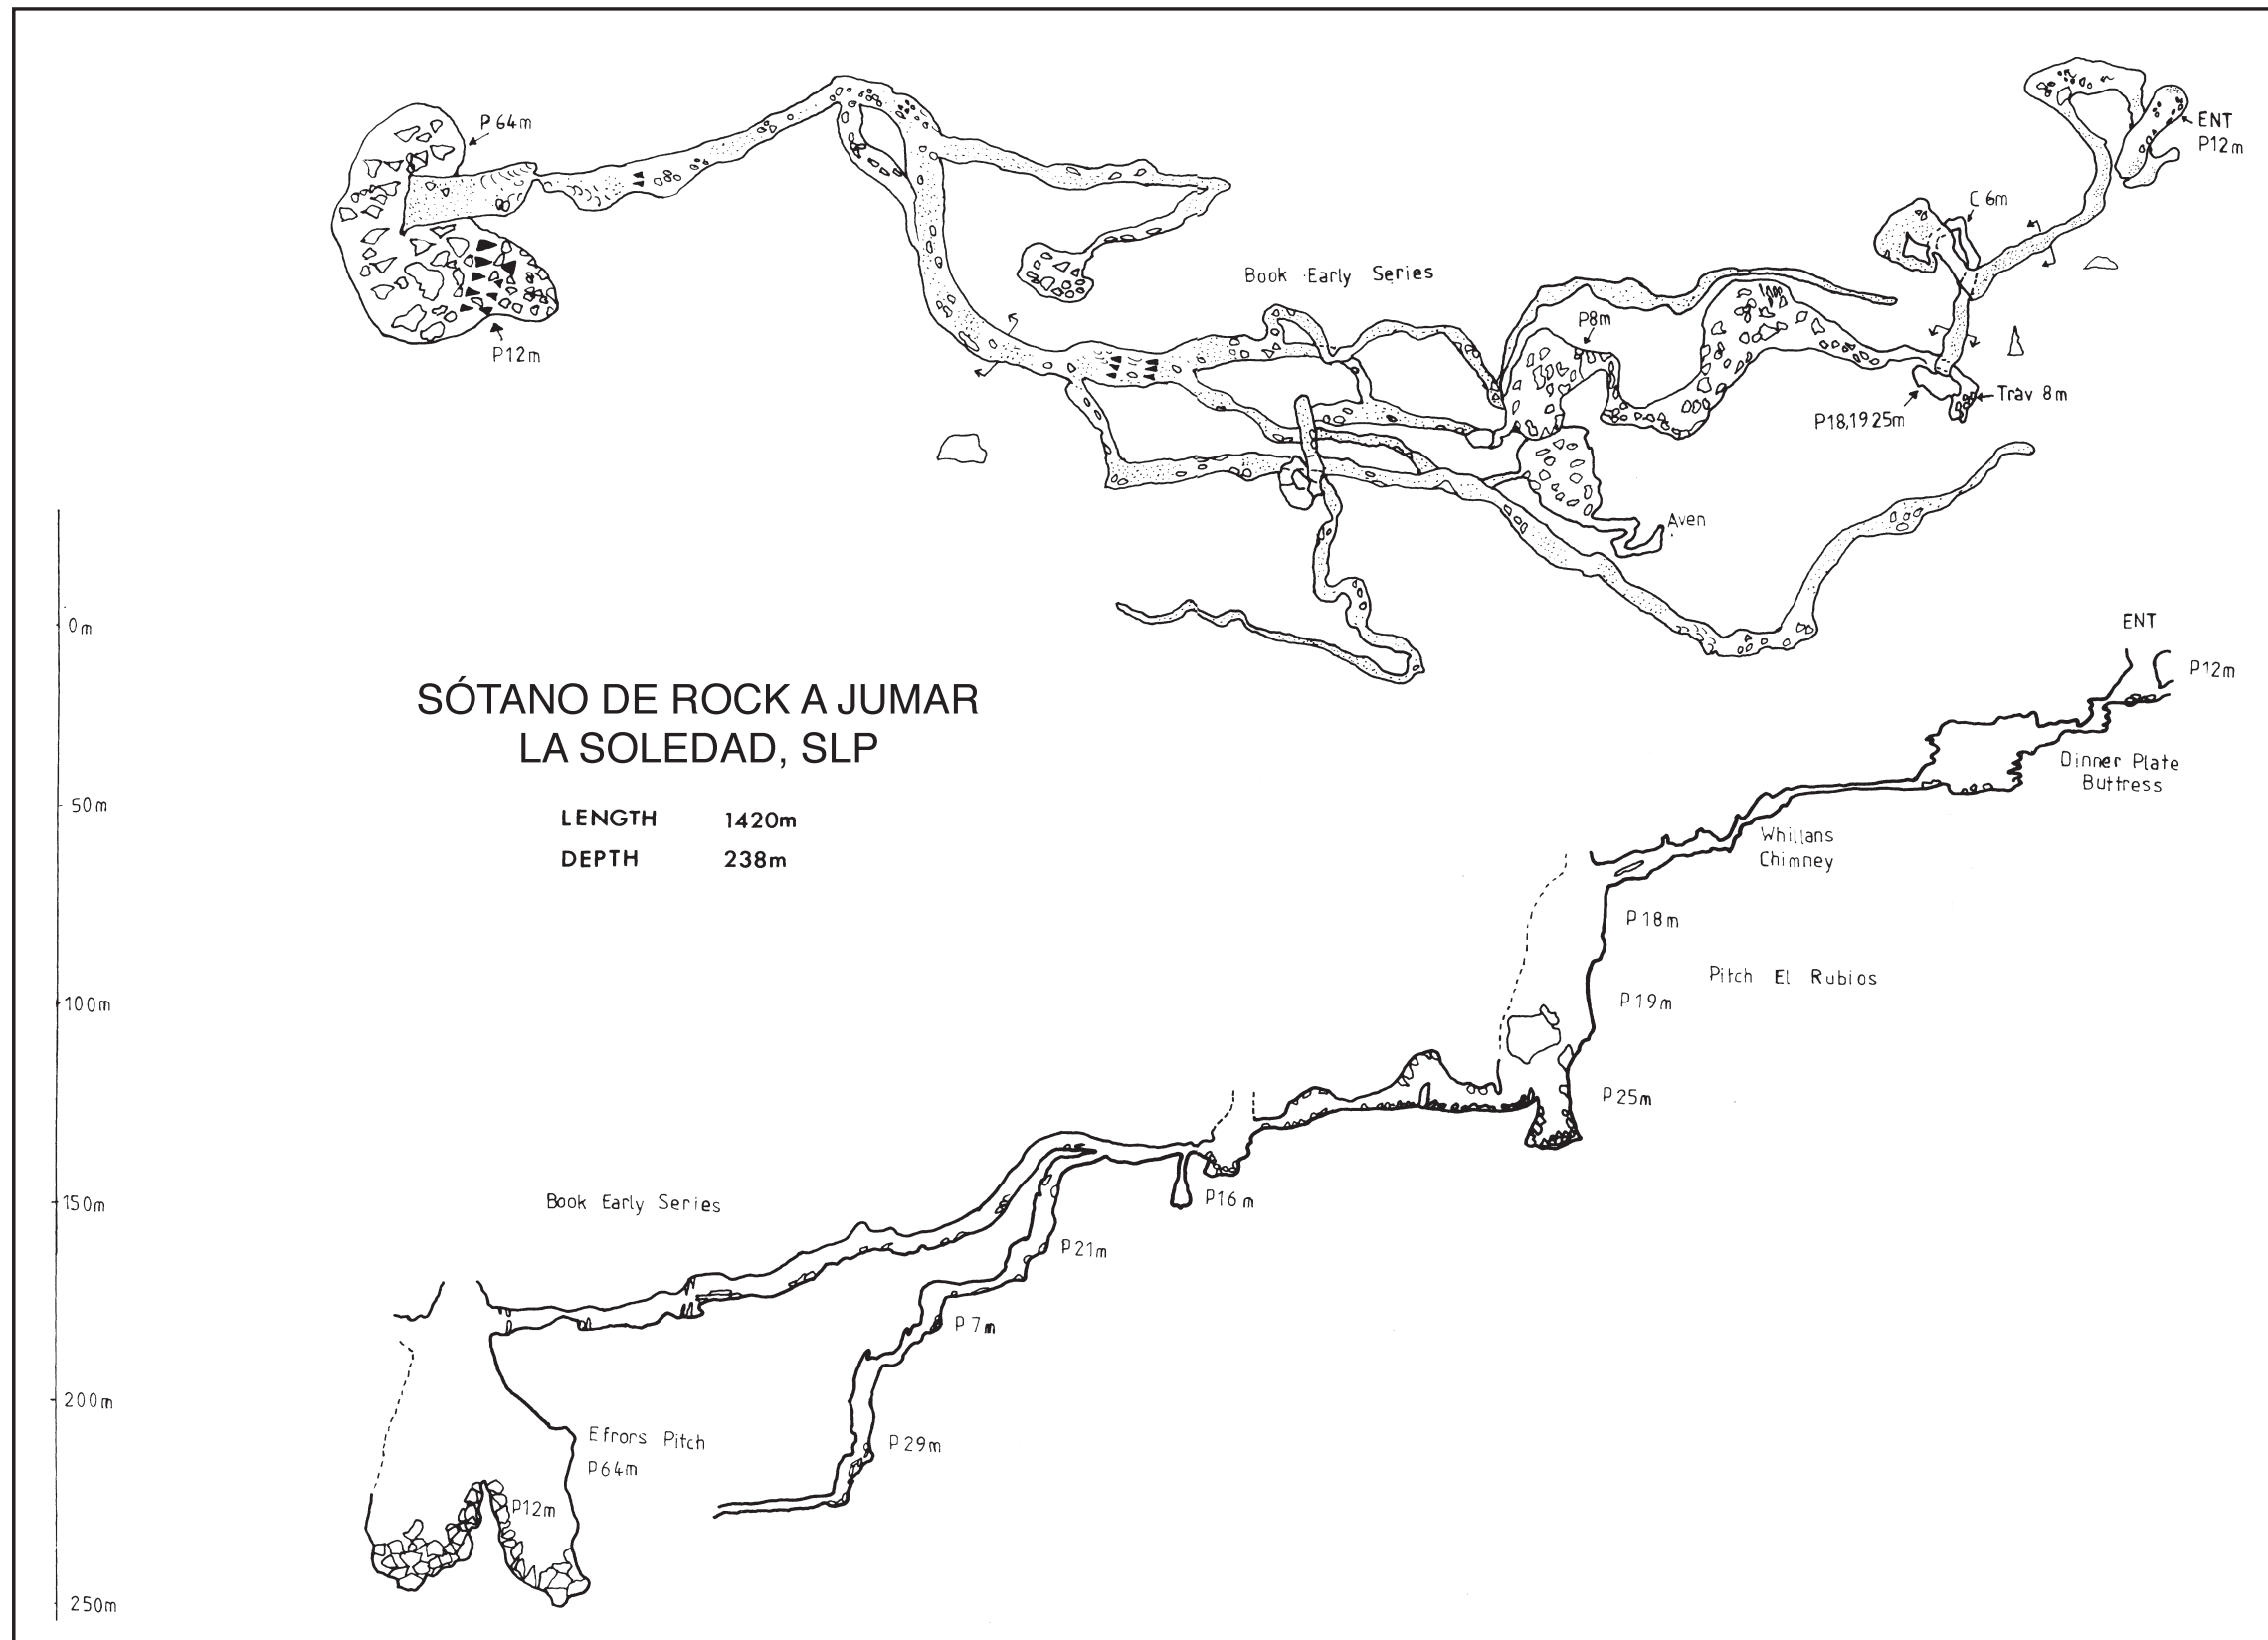 P 64m
ENT
P12m
C 6m
Book Early Series
P8m
P12m
Trav 8m
P18,19 25m
Aven
0m
ENT
P12m
SÓTANO DE ROCK A JUMAR
LA SOLEDAD, SLP
Dinner Plate
Buttress
50m
LENGTH 1420m
DEPTH 238m
Whillans
Chimney
P18m
Pitch El Rubios
100m
P19m
P25m
150m
Book Early Series
P16m
P21m
P 7m
200m
Efrors Pitch
P64m
P29m
P12m
250m